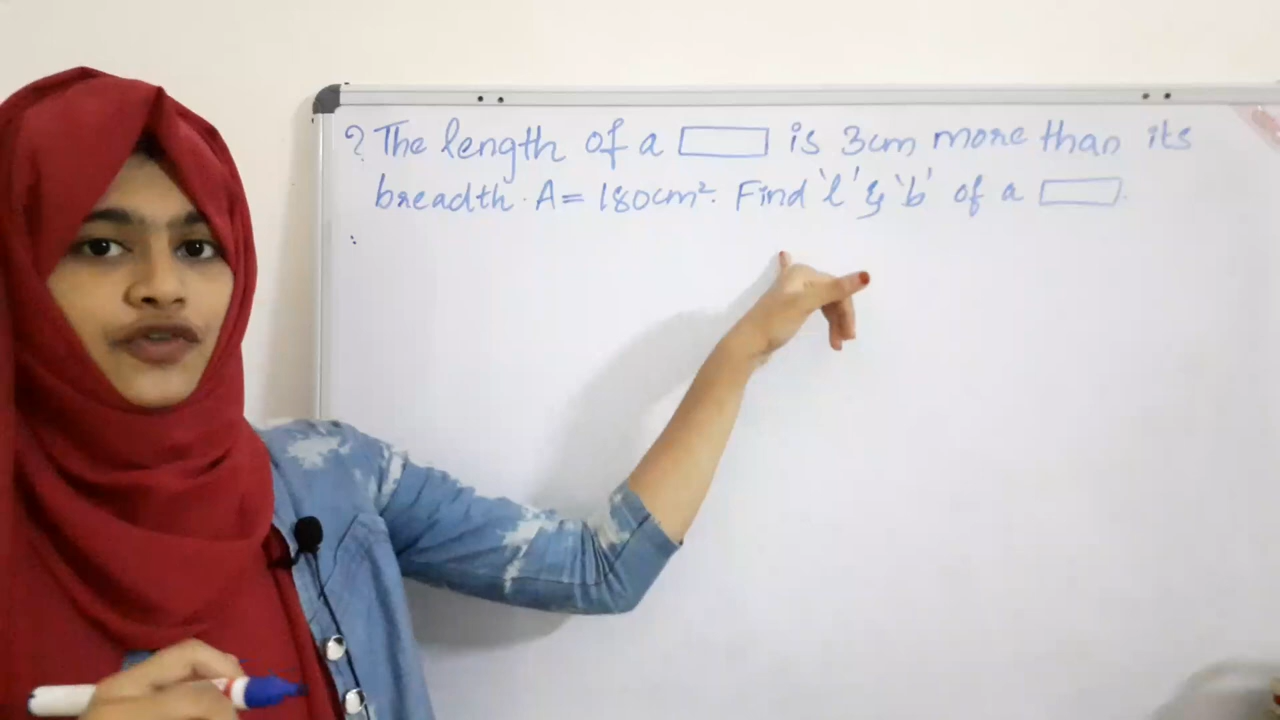 ? The length of a ▭ is 3cm more than its
breadth. A = 180cm². Find 'l' & 'b' of a ▭.